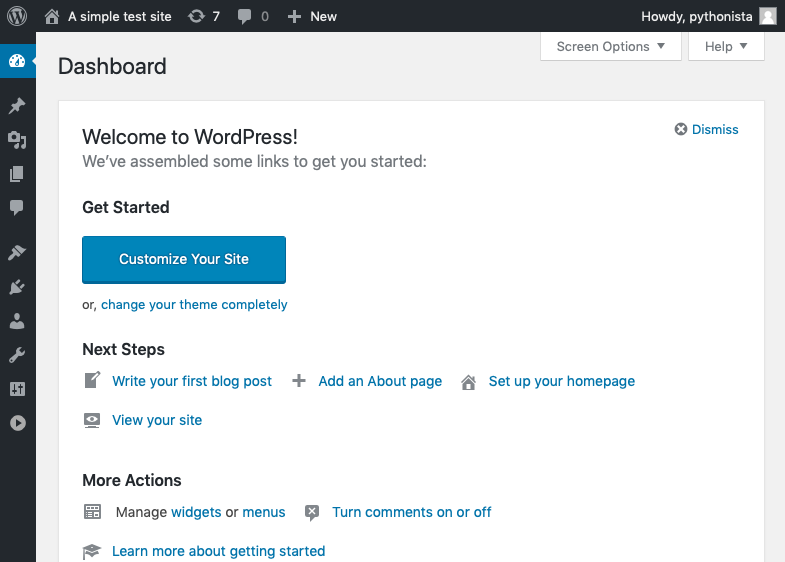 A simple test site 7 0 New Howdy, pythonista
Screen Options Help
Dashboard
Welcome to WordPress!
Dismiss
We've assembled some links to get you started:
Get Started
Customize Your Site
or, change your theme completely
Next Steps
Write your first blog post Add an About page Set up your homepage
View your site
More Actions
Manage widgets or menus Turn comments on or off
Learn more about getting started